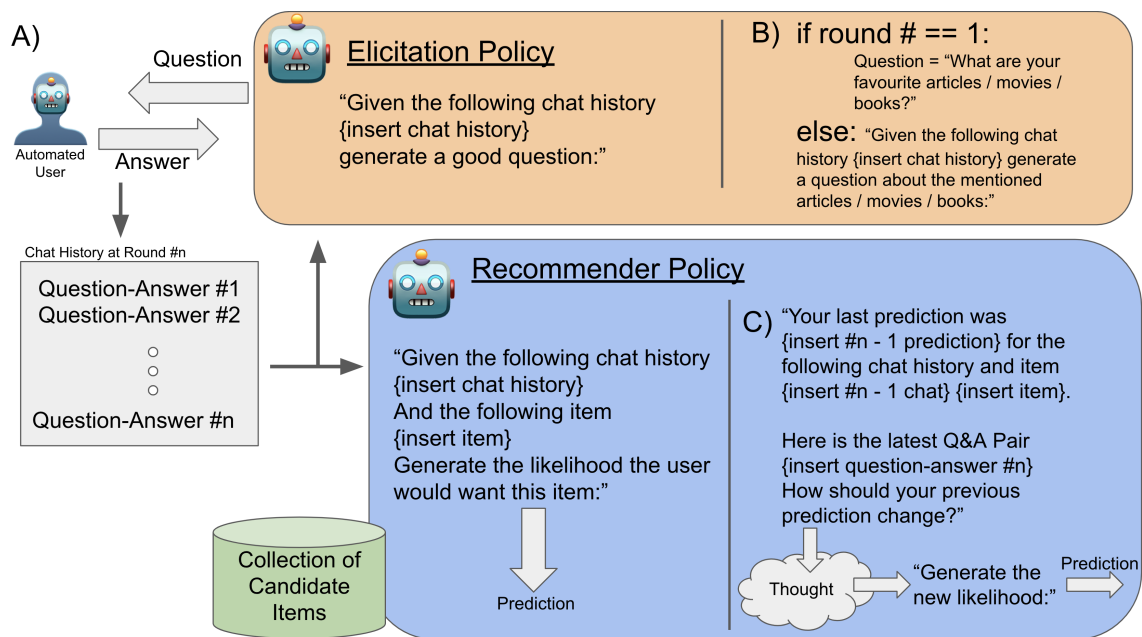 A)
Question
Answer
Automated
User
Elicitation Policy
“Given the following chat history
{insert chat history}
generate a good question:”
B) if round # == 1:
Question = “What are your
favourite articles / movies /
books?”
else: “Given the following chat
history {insert chat history} generate
a question about the mentioned
articles / movies / books:”
Chat History at Round #n
Question-Answer #1
Question-Answer #2
Question-Answer #n
Recommender Policy
“Given the following chat history
{insert chat history}
And the following item
{insert item}
Generate the likelihood the user
would want this item:”
Prediction
Collection of
Candidate
Items
C) “Your last prediction was
{insert #n - 1 prediction} for the
following chat history and item
{insert #n - 1 chat} {insert item}.
Here is the latest Q&A Pair
{insert question-answer #n}
How should your previous
prediction change?”
Thought
“Generate the
new likelihood:”
Prediction